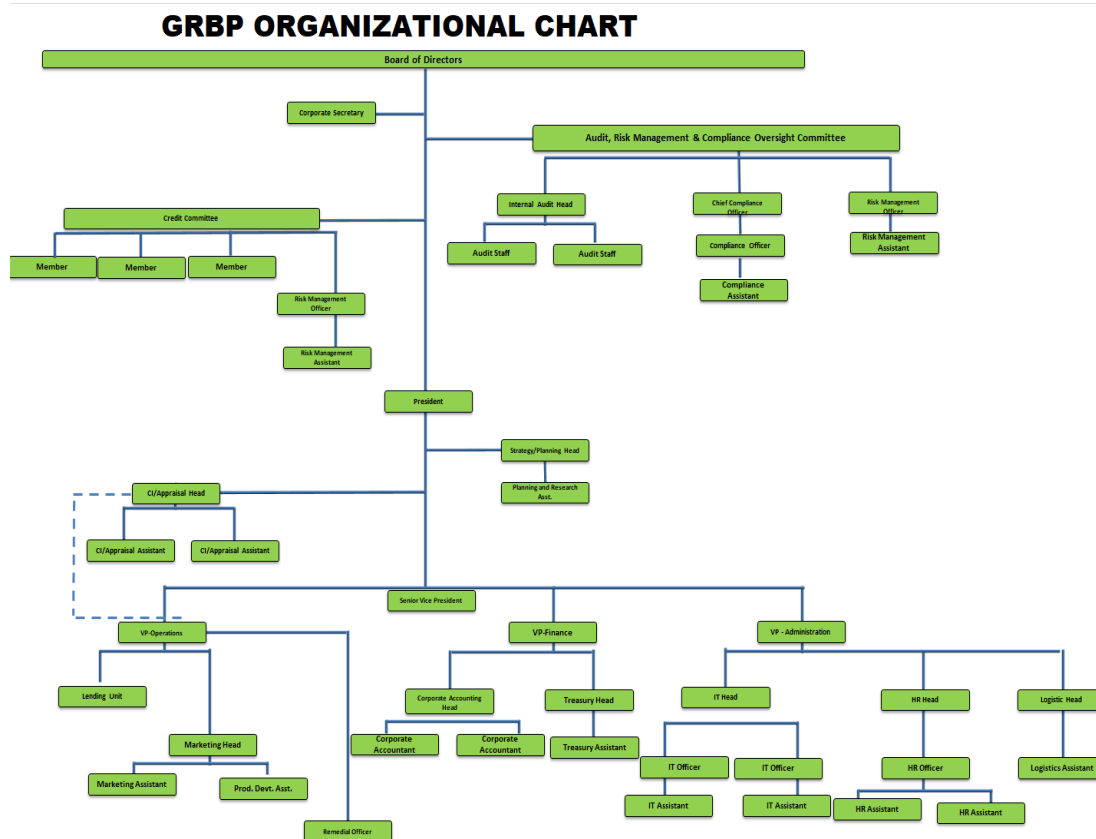 GRBP ORGANIZATIONAL CHART
Board of Directors
Corporate Secretary
Audit, Risk Management & Compliance Oversight Committee
Internal Audit Head
Chief Compliance
Officer
Risk Management
Officer
Credit Committee
Audit Staff
Audit Staff
Compliance Officer
Risk Management
Assistant
Member
Member
Member
Compliance
Assistant
Risk Management
Officer
Risk Management
Assistant
President
Strategy/Planning Head
Planning and Research
Asst.
CI/Appraisal Head
CI/Appraisal Assistant
CI/Appraisal Assistant
Senior Vice President
VP-Operations
VP-Finance
VP - Administration
Lending Unit
Corporate Accounting
Head
Treasury Head
IT Head
HR Head
Logistic Head
Marketing Head
Corporate
Accountant
Corporate
Accountant
Treasury Assistant
IT Officer
IT Officer
HR Officer
Logistics Assistant
Marketing Assistant
Prod. Devt. Asst.
IT Assistant
IT Assistant
HR Assistant
HR Assistant
Remedial Officer